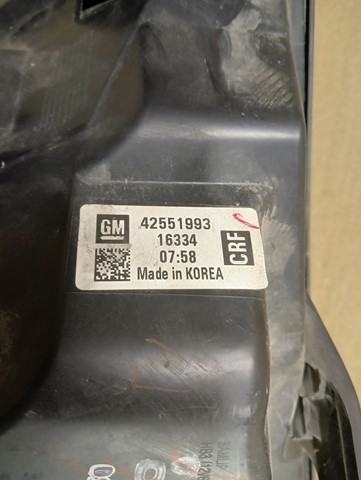 GM
42551993
16334
07:58
Made in KOREA
CRF